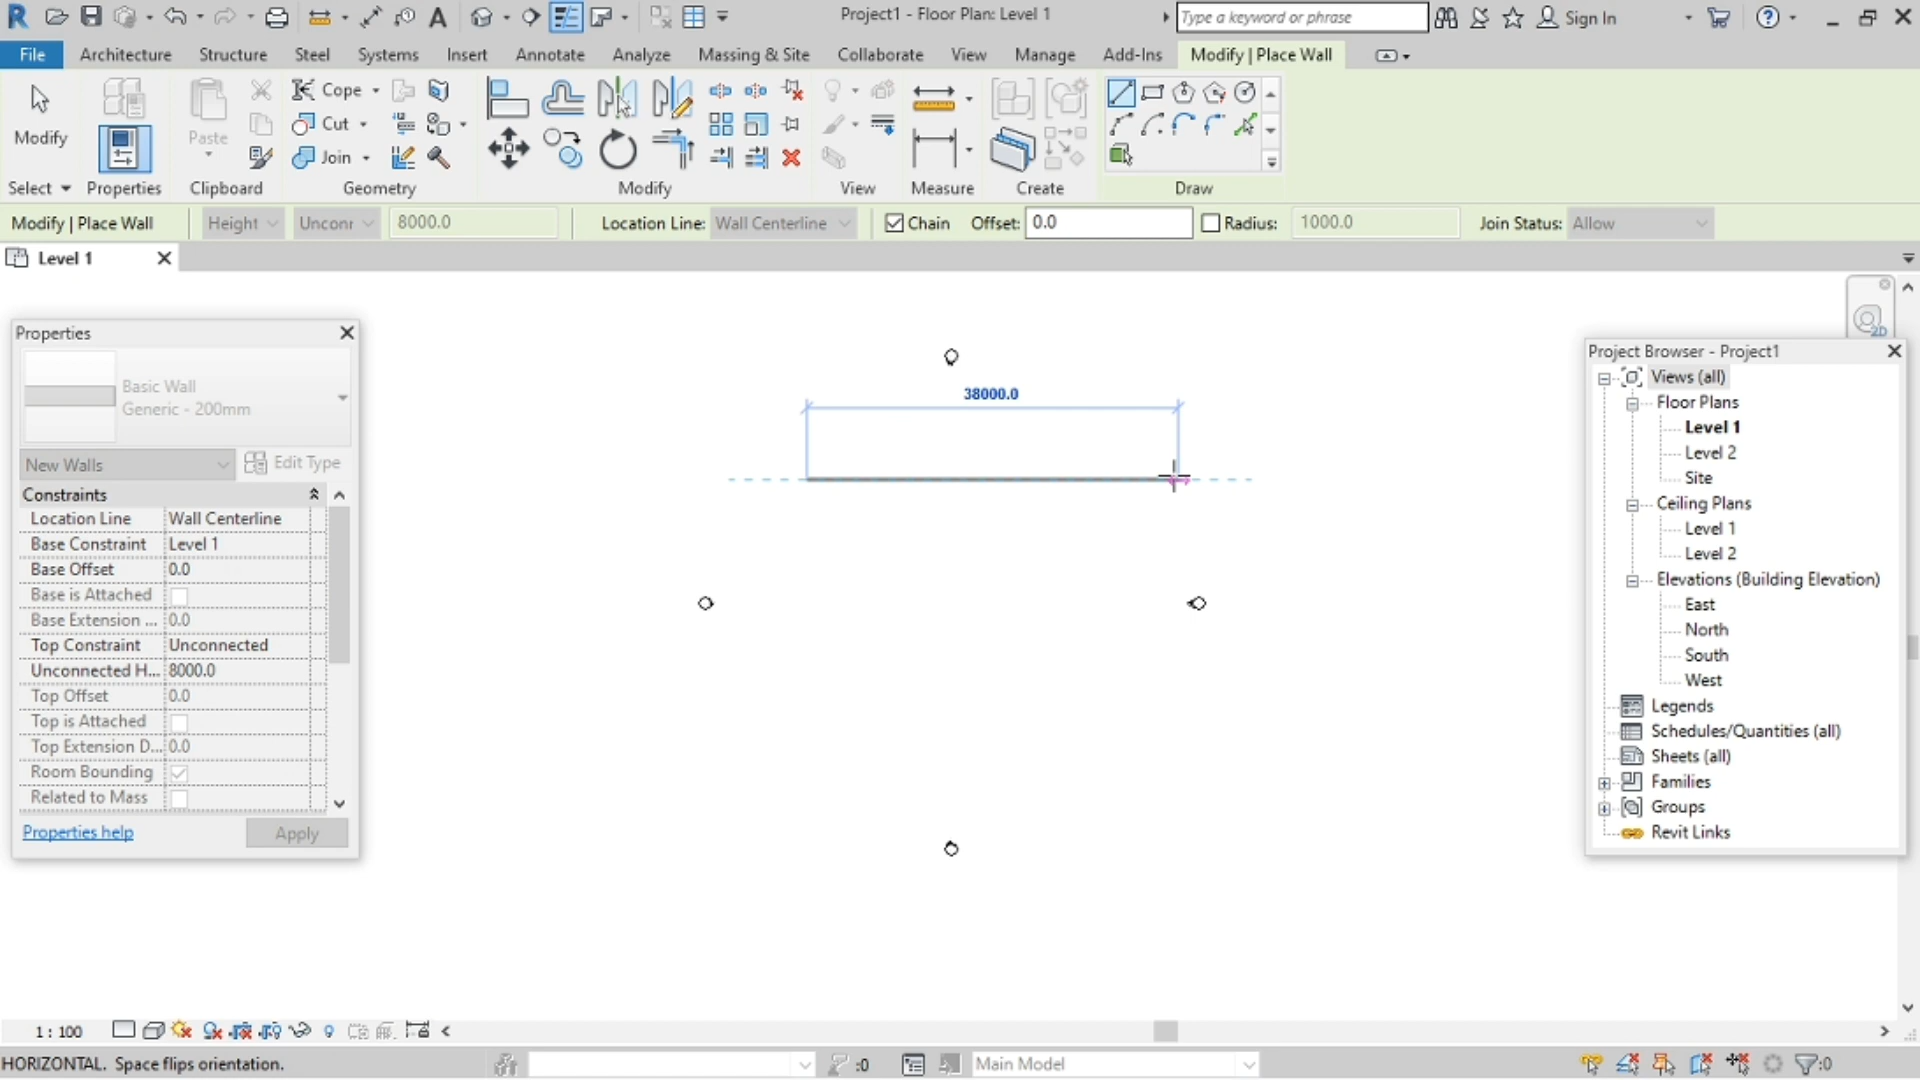 Project1 - Floor Plan: Level 1
Type a keyword or phrase
Sign In
File Architecture Structure Steel Systems Insert Annotate Analyze Massing & Site Collaborate View Manage Add-Ins Modify | Place Wall
Modify
Paste
Cope
Cut
Join
Select Properties Clipboard Geometry Modify View Measure Create Draw
Modify | Place Wall Height Unconr 8000.0 Location Line: Wall Centerline Chain Offset: 0.0 Radius: 1000.0 Join Status: Allow
Level 1
2D
Properties
Basic Wall
Generic - 200mm
New Walls Edit Type
Constraints
Location Line Wall Centerline
Base Constraint Level 1
Base Offset 0.0
Base is Attached
Base Extension ... 0.0
Top Constraint Unconnected
Unconnected H... 8000.0
Top Offset 0.0
Top is Attached
Top Extension D... 0.0
Room Bounding
Related to Mass
Properties help Apply
38000.0
Project Browser - Project1
Views (all)
Floor Plans
Level 1
Level 2
Site
Ceiling Plans
Level 1
Level 2
Elevations (Building Elevation)
East
North
South
West
Legends
Schedules/Quantities (all)
Sheets (all)
Families
Groups
Revit Links
1 : 100
HORIZONTAL. Space flips orientation.
:0
Main Model
:0